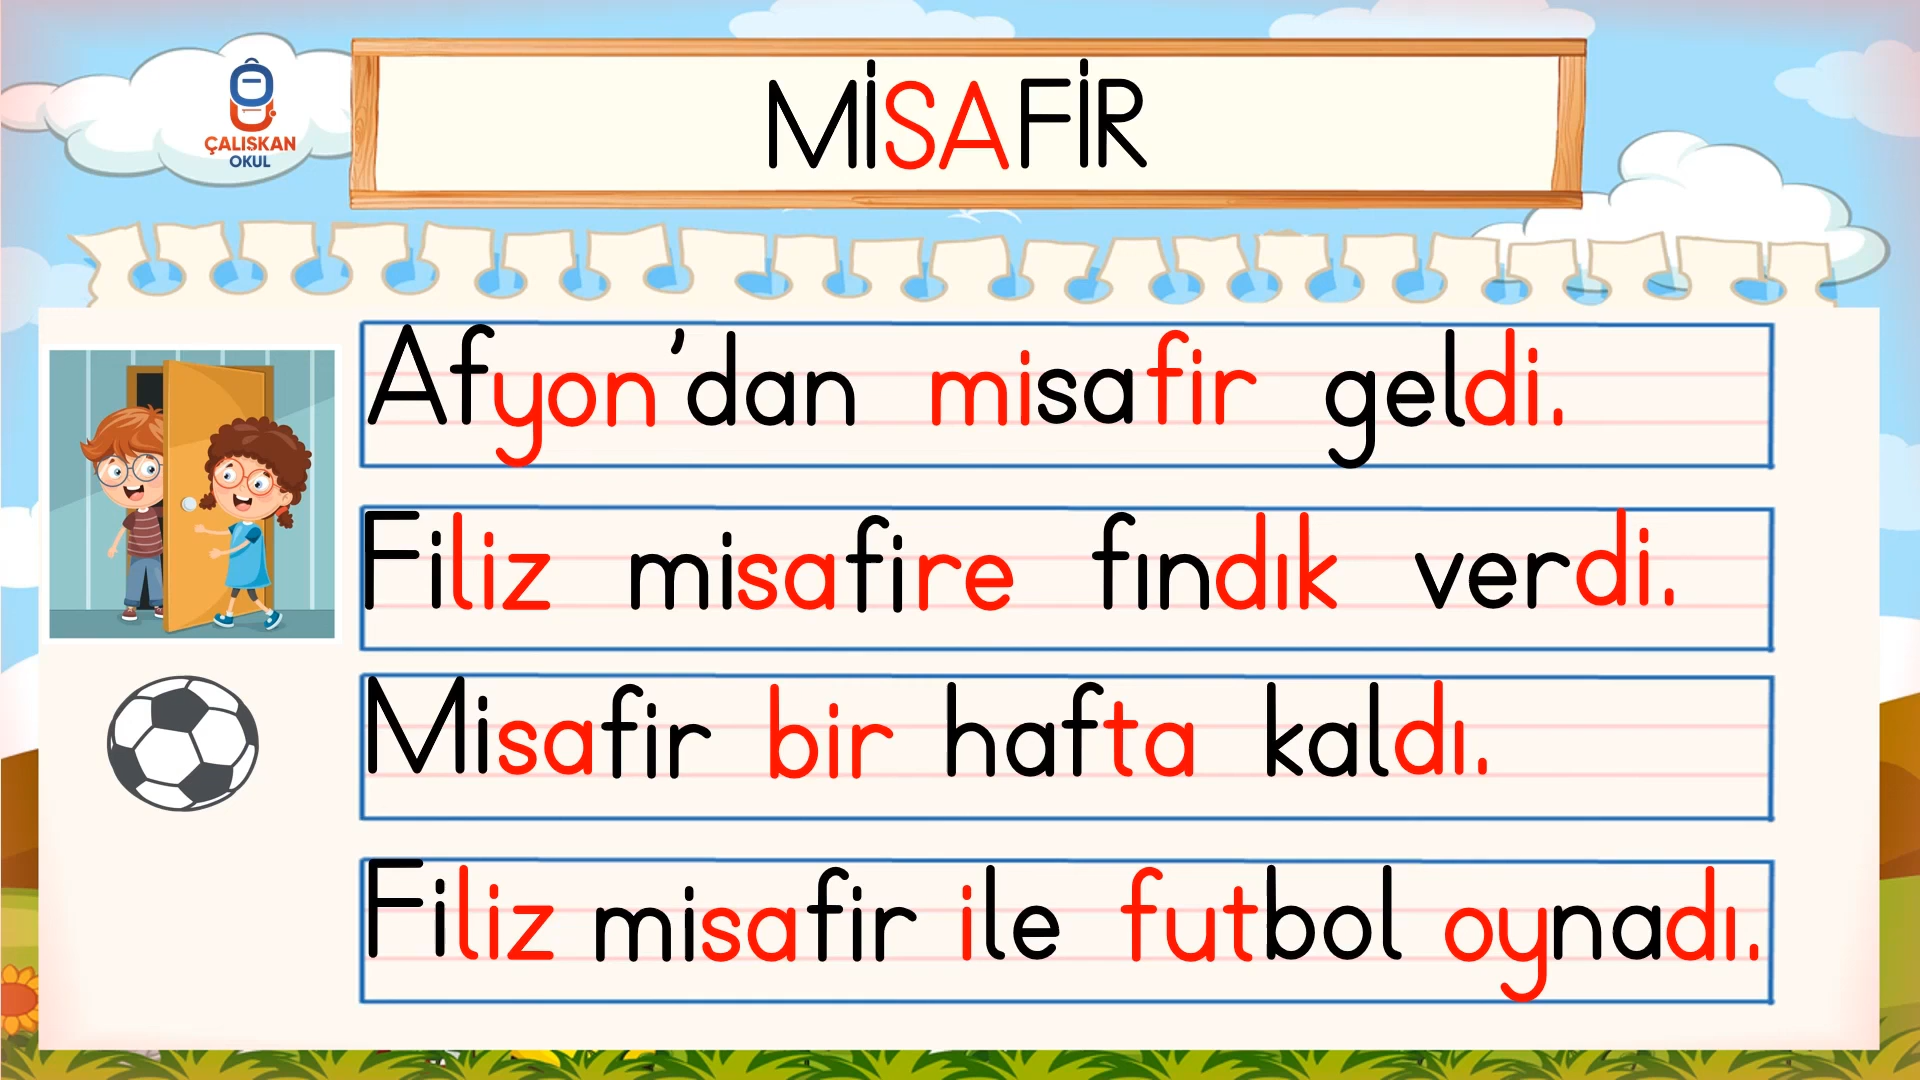 ÇALIŞKAN
OKUL
MİSAFİR
Afyon'dan misafir geldi.
Filiz misafire fındık verdi.
Misafir bir hafta kaldı.
Filiz misafir ile futbol oynadı.